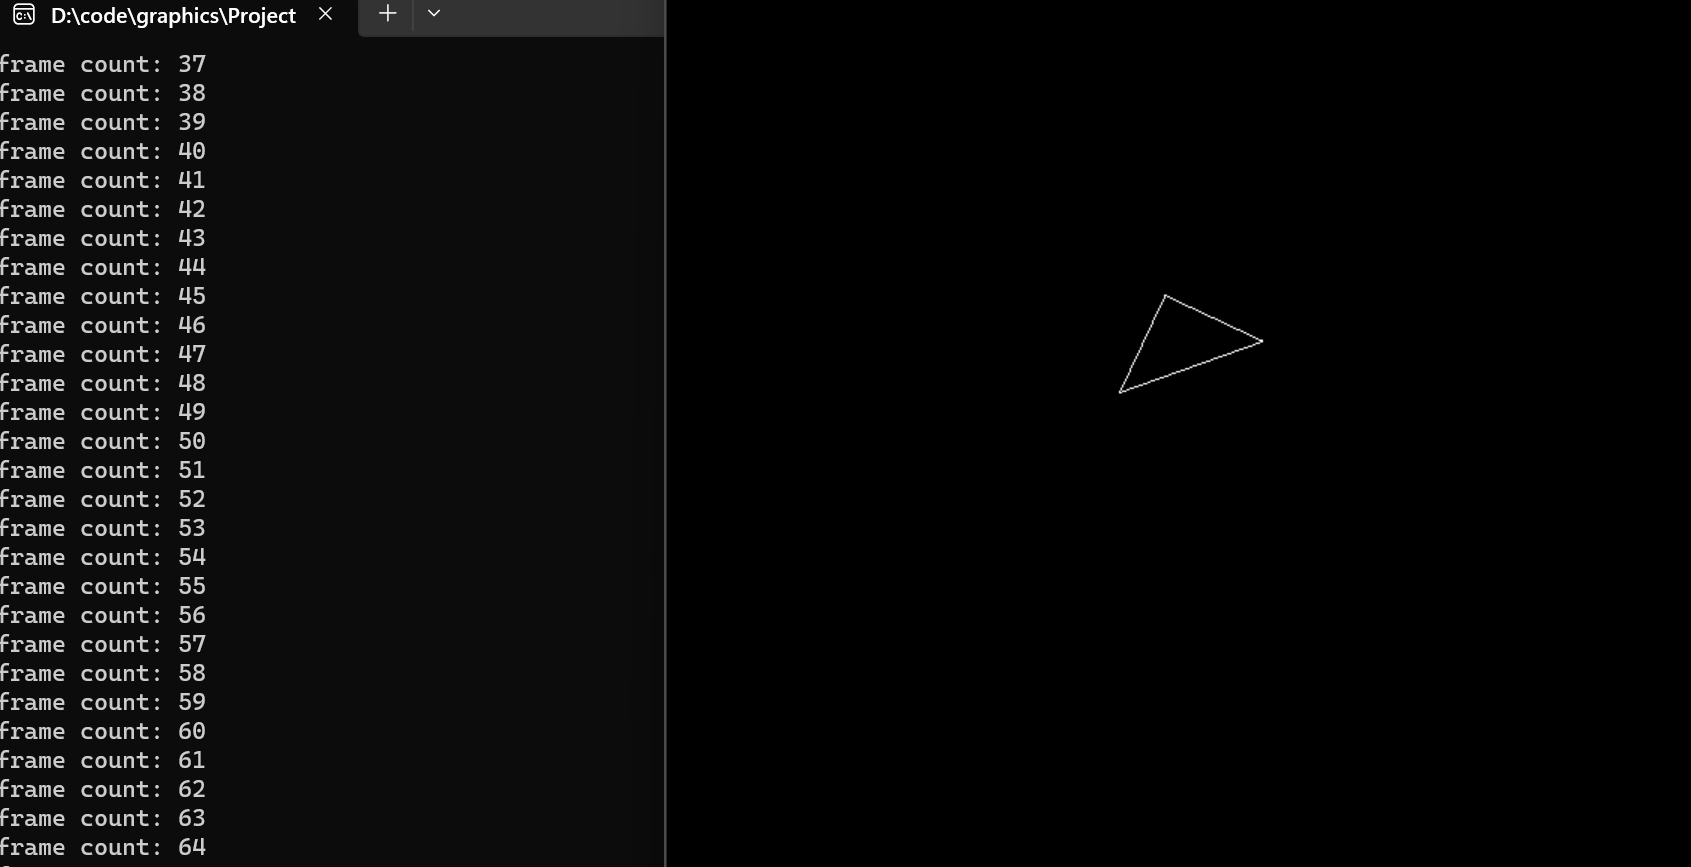 D:\code\graphics\Project
frame count: 37
frame count: 38
frame count: 39
frame count: 40
frame count: 41
frame count: 42
frame count: 43
frame count: 44
frame count: 45
frame count: 46
frame count: 47
frame count: 48
frame count: 49
frame count: 50
frame count: 51
frame count: 52
frame count: 53
frame count: 54
frame count: 55
frame count: 56
frame count: 57
frame count: 58
frame count: 59
frame count: 60
frame count: 61
frame count: 62
frame count: 63
frame count: 64